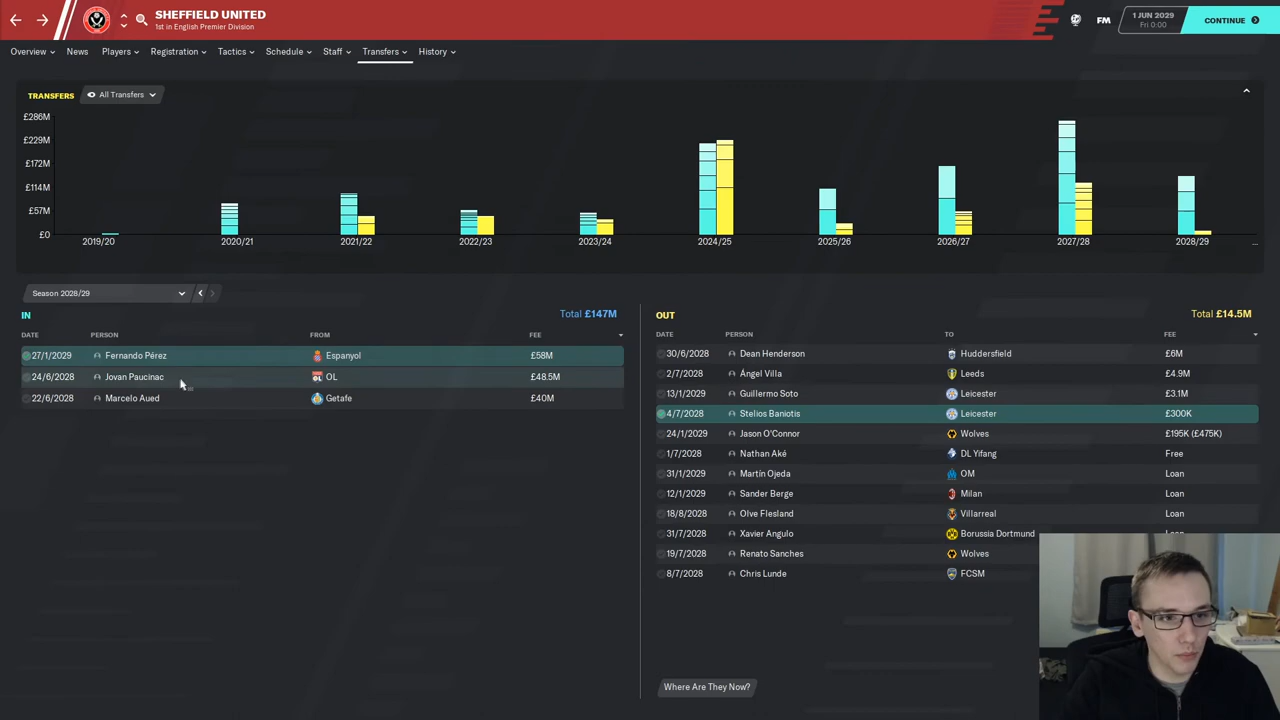 SHEFFIELD UNITED
1st in English Premier Division
FM
1 JUN 2029
Fri 0:00
CONTINUE
Overview News Players Registration Tactics Schedule Staff Transfers History
TRANSFERS All Transfers
£286M
£229M
£172M
£114M
£57M
£0
2019/20 2020/21 2021/22 2022/23 2023/24 2024/25 2025/26 2026/27 2027/28 2028/29
Season 2028/29
IN Total £147M
DATE PERSON FROM FEE
27/1/2029 Fernando Pérez Espanyol £58M
24/6/2028 Jovan Paucinac OL £48.5M
22/6/2028 Marcelo Aued Getafe £40M
OUT Total £14.5M
DATE PERSON TO FEE
30/6/2028 Dean Henderson Huddersfield £6M
2/7/2028 Ángel Villa Leeds £4.9M
13/1/2029 Guillermo Soto Leicester £3.1M
4/7/2028 Stelios Baniotis Leicester £300K
24/1/2029 Jason O'Connor Wolves £195K (£475K)
1/7/2028 Nathan Aké DL Yifang Free
31/1/2029 Martín Ojeda OM Loan
12/1/2029 Sander Berge Milan Loan
18/8/2028 Olve Flesland Villarreal Loan
31/7/2028 Xavier Angulo Borussia Dortmund
19/7/2028 Renato Sanches Wolves
8/7/2028 Chris Lunde FCSM
Where Are They Now?